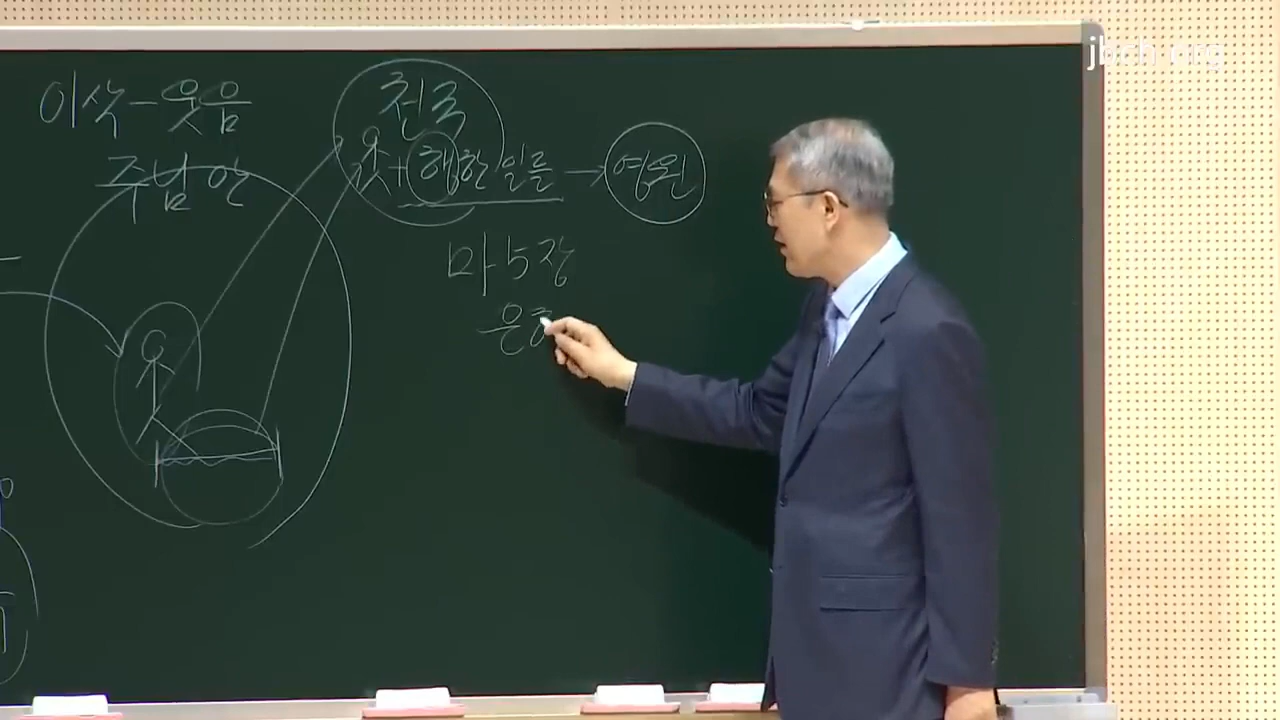 jbch.org
이삭-웃음
천국
주님 안
+행한 일들→영원
마 5장
은